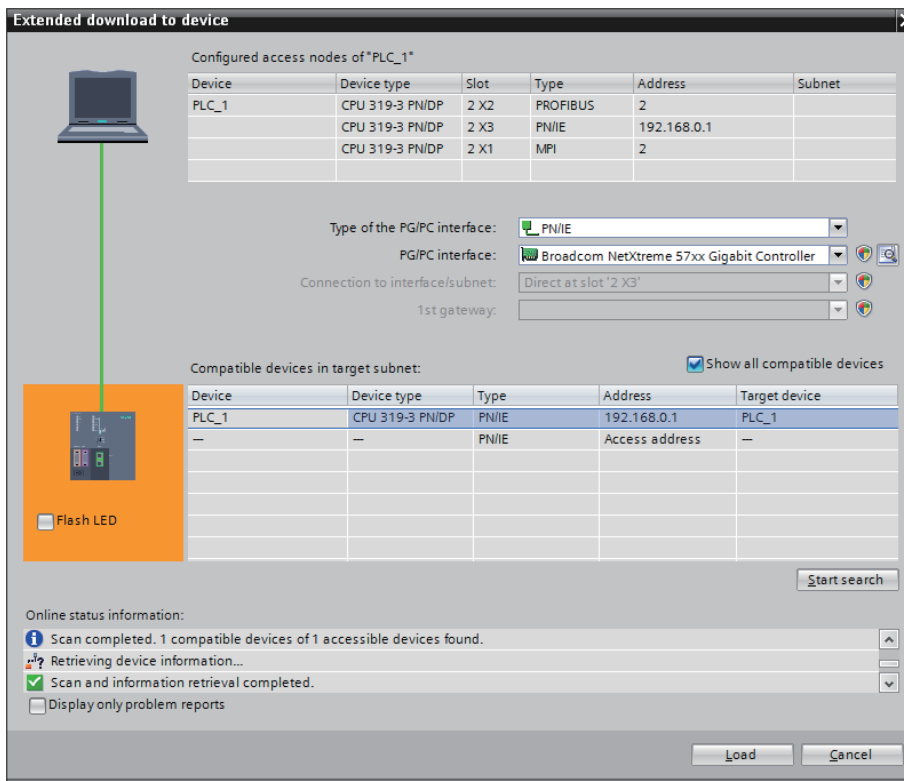 Extended download to device
Configured access nodes of "PLC_1"
Device Device type Slot Type Address Subnet
PLC_1 CPU 319-3 PN/DP 2 X2 PROFIBUS 2
CPU 319-3 PN/DP 2 X3 PN/IE 192.168.0.1
CPU 319-3 PN/DP 2 X1 MPI 2
Type of the PG/PC interface: PN/IE
PG/PC interface: Broadcom NetXtreme 57xx Gigabit Controller
Connection to interface/subnet: Direct at slot '2 X3'
1st gateway:
Compatible devices in target subnet: Show all compatible devices
Device Device type Type Address Target device
PLC_1 CPU 319-3 PN/DP PN/IE 192.168.0.1 PLC_1
— — PN/IE Access address —
Flash LED
Start search
Online status information:
Scan completed. 1 compatible devices of 1 accessible devices found.
Retrieving device information...
Scan and information retrieval completed.
Display only problem reports
Load Cancel